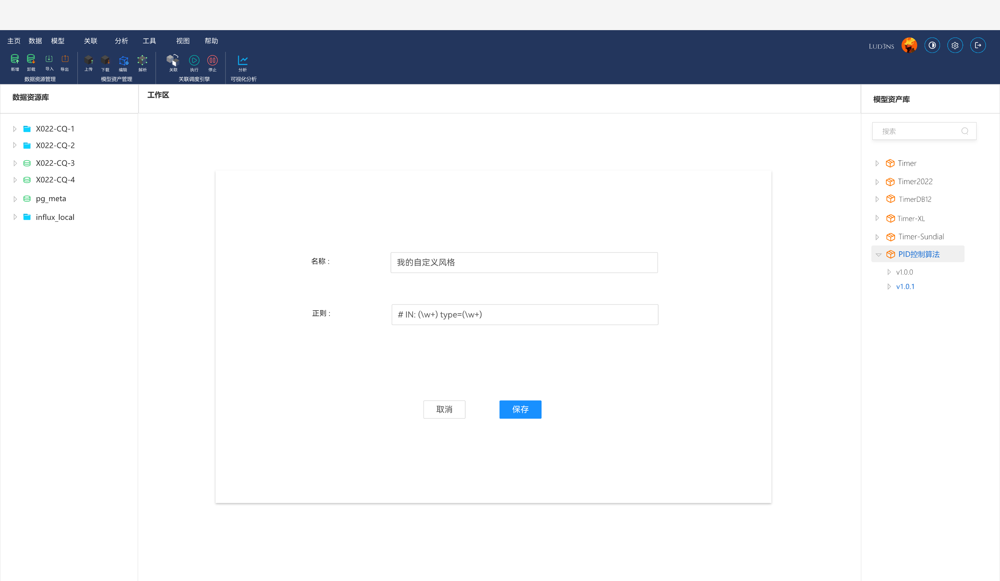 主页 数据 模型 关联 分析 工具 视图 帮助
Lud3ns
新增 卸载 导入 导出 上传 下载 编辑 解析 关联 执行 停止 分析
数据资源管理 模型资产管理 关联调度引擎 可视化分析
数据资源库
X022-CQ-1
X022-CQ-2
X022-CQ-3
X022-CQ-4
pg_meta
influx_local
工作区
名称 :
我的自定义风格
正则 :
# IN: (\w+) type=(\w+)
取消
保存
模型资产库
搜索
Timer
Timer2022
TimerDB12
Timer-XL
Timer-Sundial
PID控制算法
v1.0.0
v1.0.1